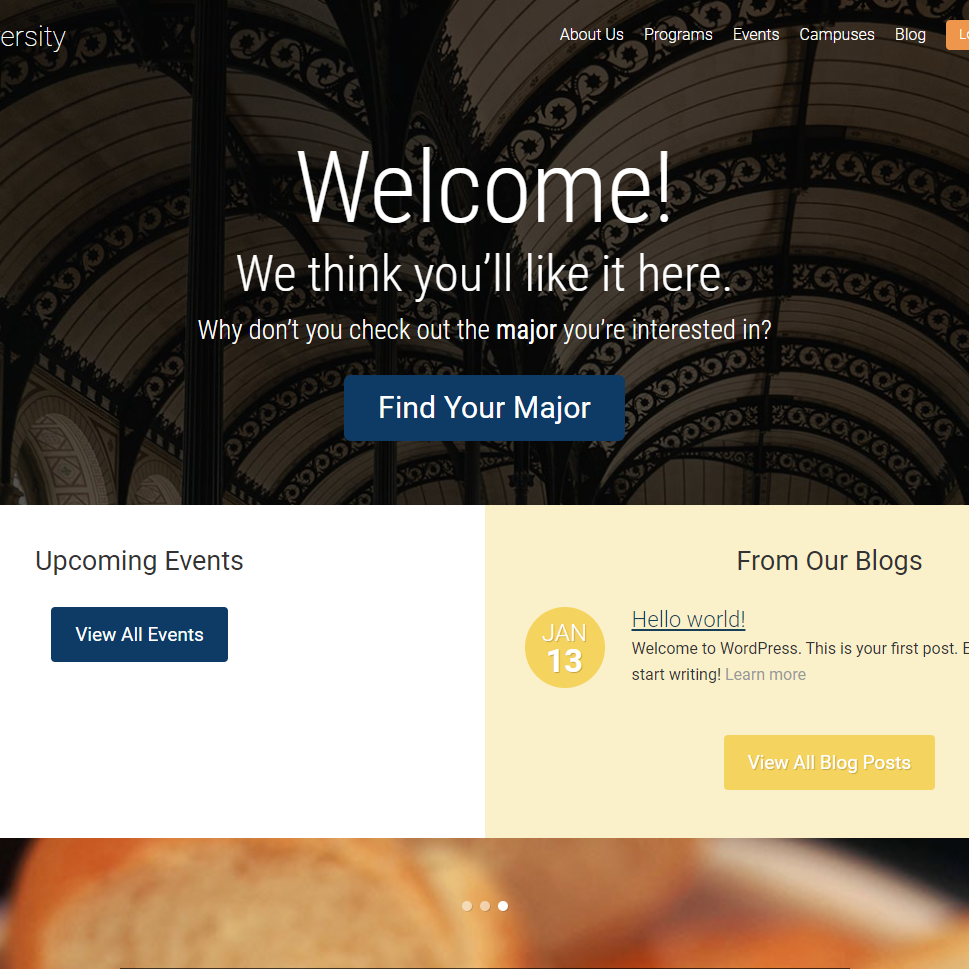 ersity
About Us Programs Events Campuses Blog
Welcome!
We think you’ll like it here.
Why don’t you check out the major you’re interested in?
Find Your Major
Upcoming Events
View All Events
From Our Blogs
JAN
13
Hello world!
Welcome to WordPress. This is your first post.
start writing! Learn more
View All Blog Posts